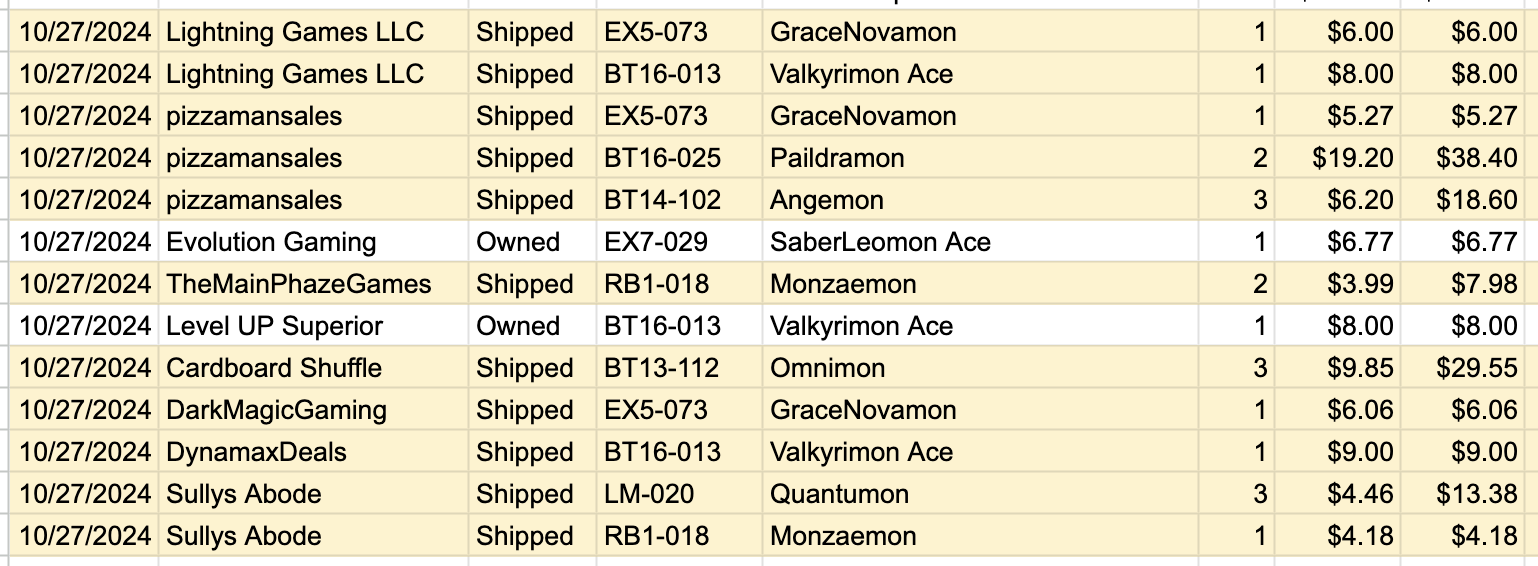 10/27/2024 Lightning Games LLC Shipped EX5-073 GraceNovamon 1 $6.00 $6.00
10/27/2024 Lightning Games LLC Shipped BT16-013 Valkyrimon Ace 1 $8.00 $8.00
10/27/2024 pizzamansales Shipped EX5-073 GraceNovamon 1 $5.27 $5.27
10/27/2024 pizzamansales Shipped BT16-025 Paildramon 2 $19.20 $38.40
10/27/2024 pizzamansales Shipped BT14-102 Angemon 3 $6.20 $18.60
10/27/2024 Evolution Gaming Owned EX7-029 SaberLeomon Ace 1 $6.77 $6.77
10/27/2024 TheMainPhazeGames Shipped RB1-018 Monzaemon 2 $3.99 $7.98
10/27/2024 Level UP Superior Owned BT16-013 Valkyrimon Ace 1 $8.00 $8.00
10/27/2024 Cardboard Shuffle Shipped BT13-112 Omnimon 3 $9.85 $29.55
10/27/2024 DarkMagicGaming Shipped EX5-073 GraceNovamon 1 $6.06 $6.06
10/27/2024 DynamaxDeals Shipped BT16-013 Valkyrimon Ace 1 $9.00 $9.00
10/27/2024 Sullys Abode Shipped LM-020 Quantumon 3 $4.46 $13.38
10/27/2024 Sullys Abode Shipped RB1-018 Monzaemon 1 $4.18 $4.18